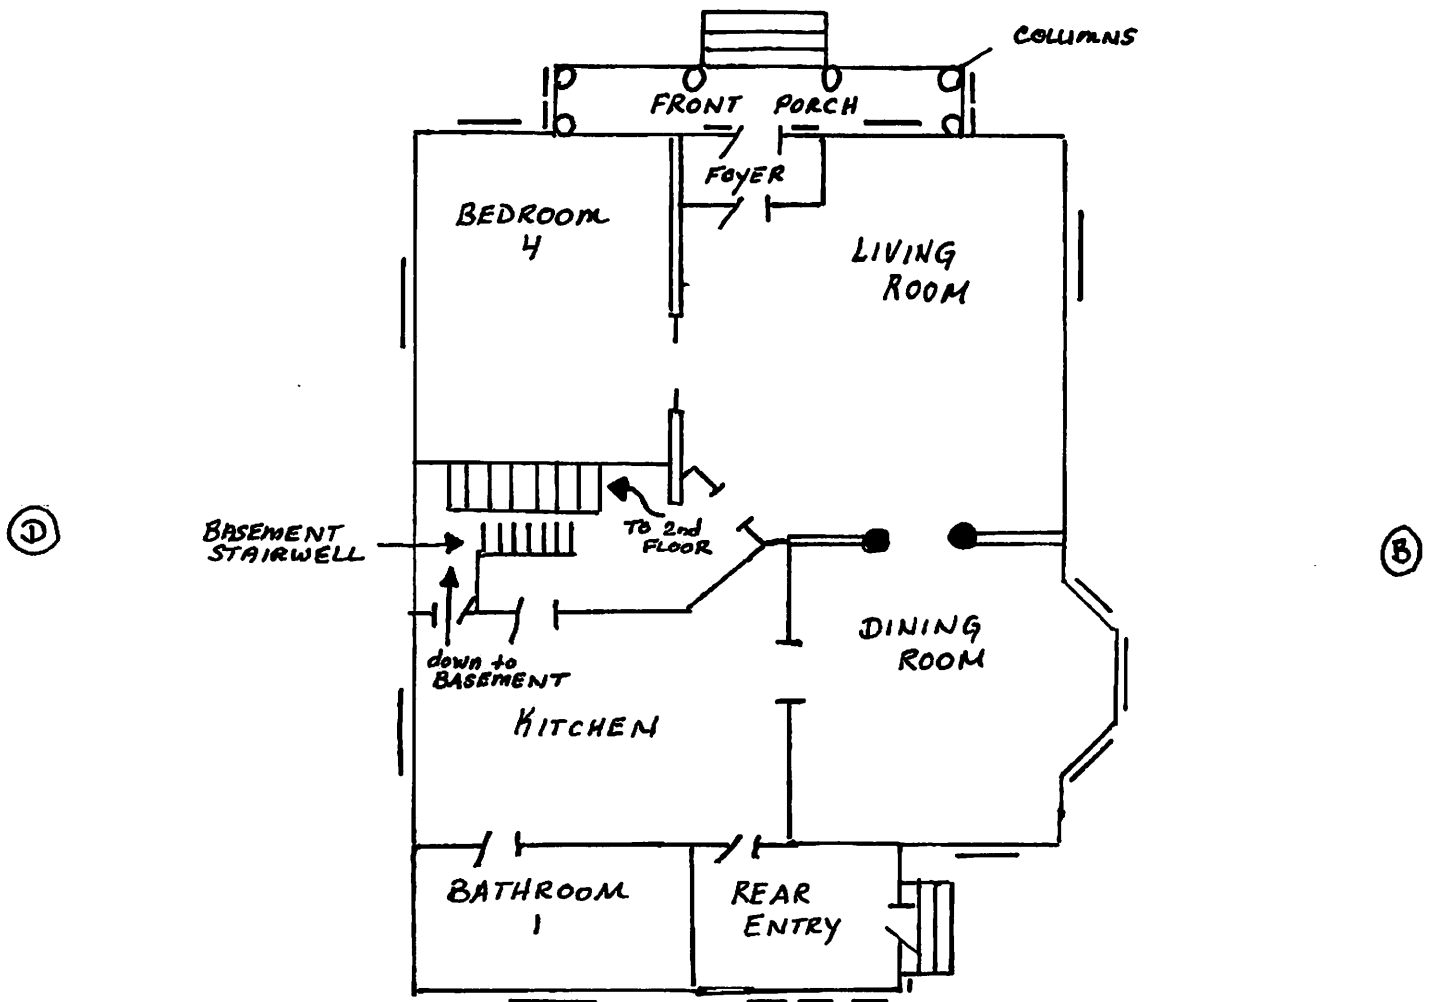 COLUMNS
FRONT PORCH
FOYER
BEDROOM
4
LIVING
ROOM
D
BASEMENT
STAIRWELL
TO 2nd
FLOOR
B
DINING
ROOM
down to
BASEMENT
KITCHEN
BATHROOM
1
REAR
ENTRY